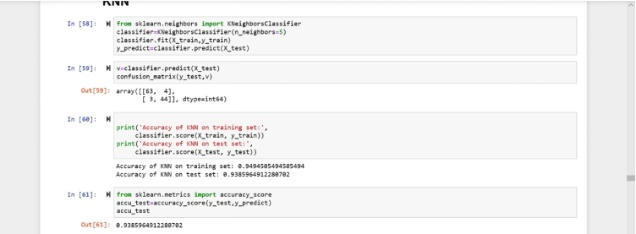 KNN
In [58]:
from sklearn.neighbors import KNeighborsClassifier
classifier=KNeighborsClassifier(n_neighbors=5)
classifier.fit(X_train,y_train)
y_predict=classifier.predict(X_test)
In [59]:
v=classifier.predict(X_test)
confusion_matrix(y_test,v)
Out[59]: array([[63, 4],
[ 3, 44]], dtype=int64)
In [60]:
print('Accuracy of KNN on training set:',
classifier.score(X_train, y_train))
print('Accuracy of KNN on test set:',
classifier.score(X_test, y_test))
Accuracy of KNN on training set: 0.9494505494505494
Accuracy of KNN on test set: 0.9385964912280702
In [61]:
from sklearn.metrics import accuracy_score
accu_test=accuracy_score(y_test,y_predict)
accu_test
Out[61]: 0.9385964912280702